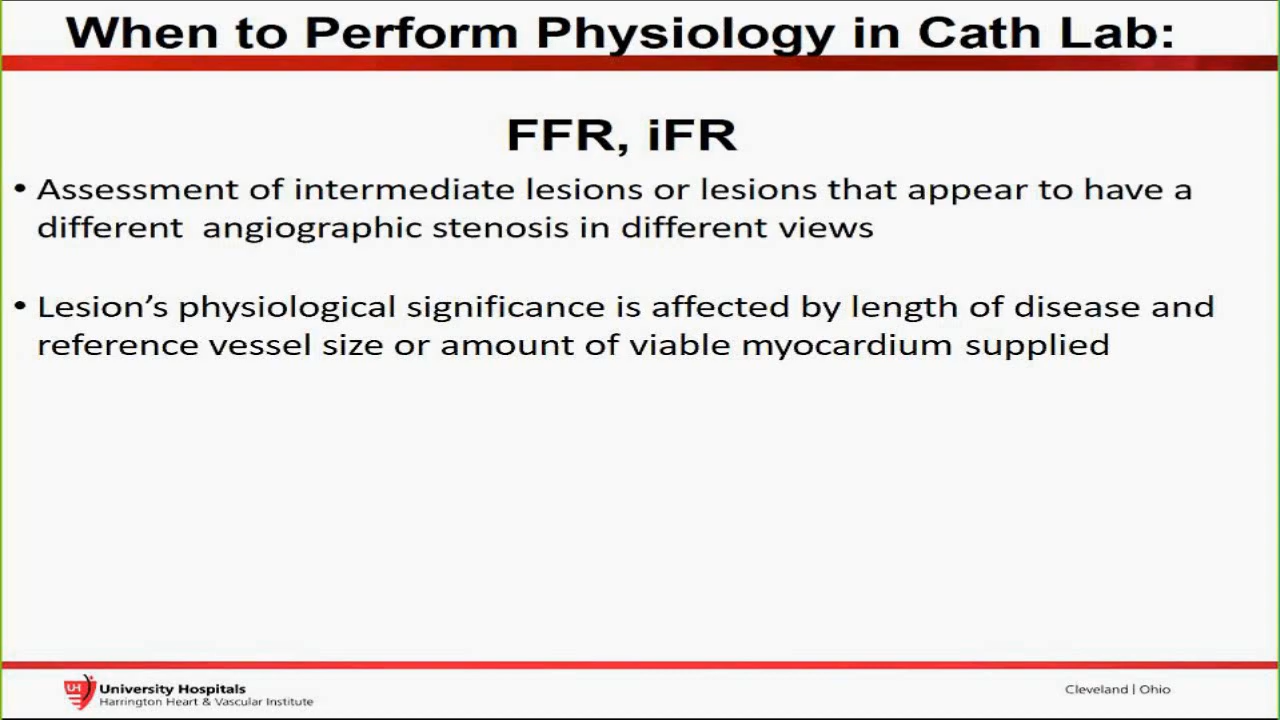 When to Perform Physiology in Cath Lab:
FFR, iFR
• Assessment of intermediate lesions or lesions that appear to have a
different angiographic stenosis in different views
• Lesion’s physiological significance is affected by length of disease and
reference vessel size or amount of viable myocardium supplied
UH
University Hospitals
Harrington Heart & Vascular Institute
Cleveland | Ohio